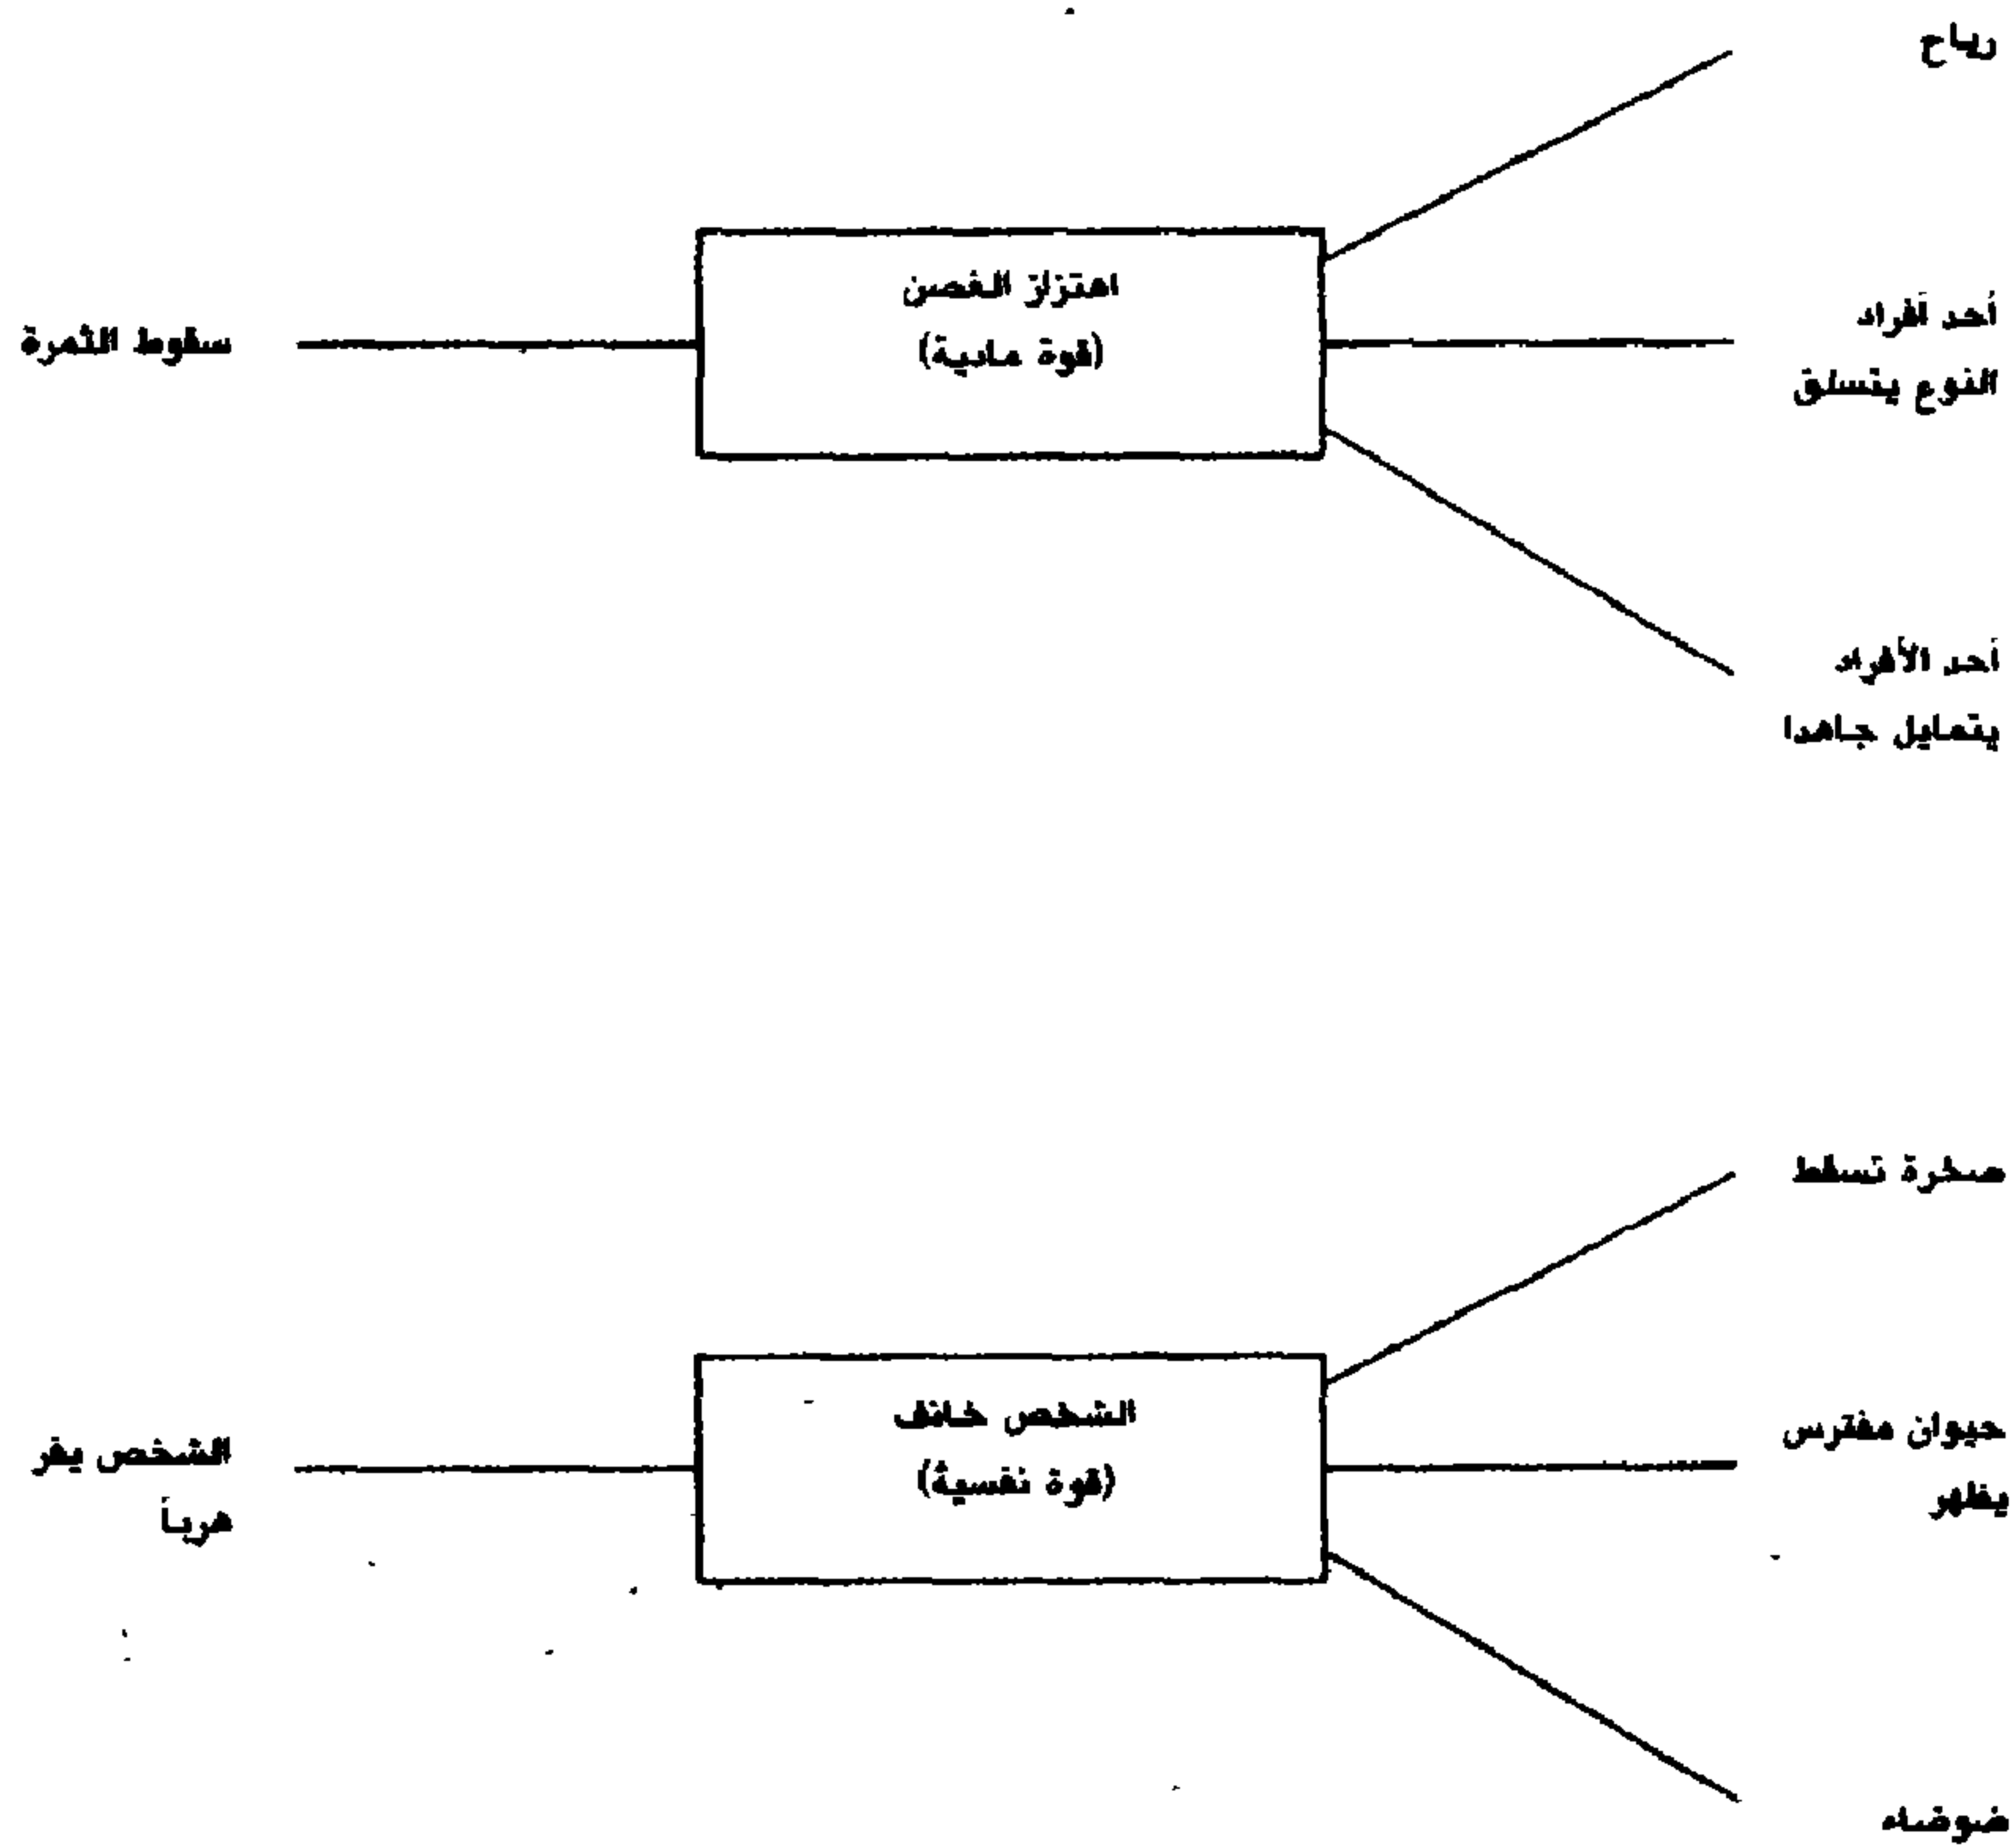 رياح
اهتزاز الغصن
(قوة مادية)
أحد أفراد
النوع يتسلق
سقوط الثمرة
أحد الأفراد
يتمايل جاهدا
صخرة تسقط
الشخص خائف
(قوة نفسية)
حيوان مفترس
يظهر
الشخص يفر
هرباً
ضوضاء